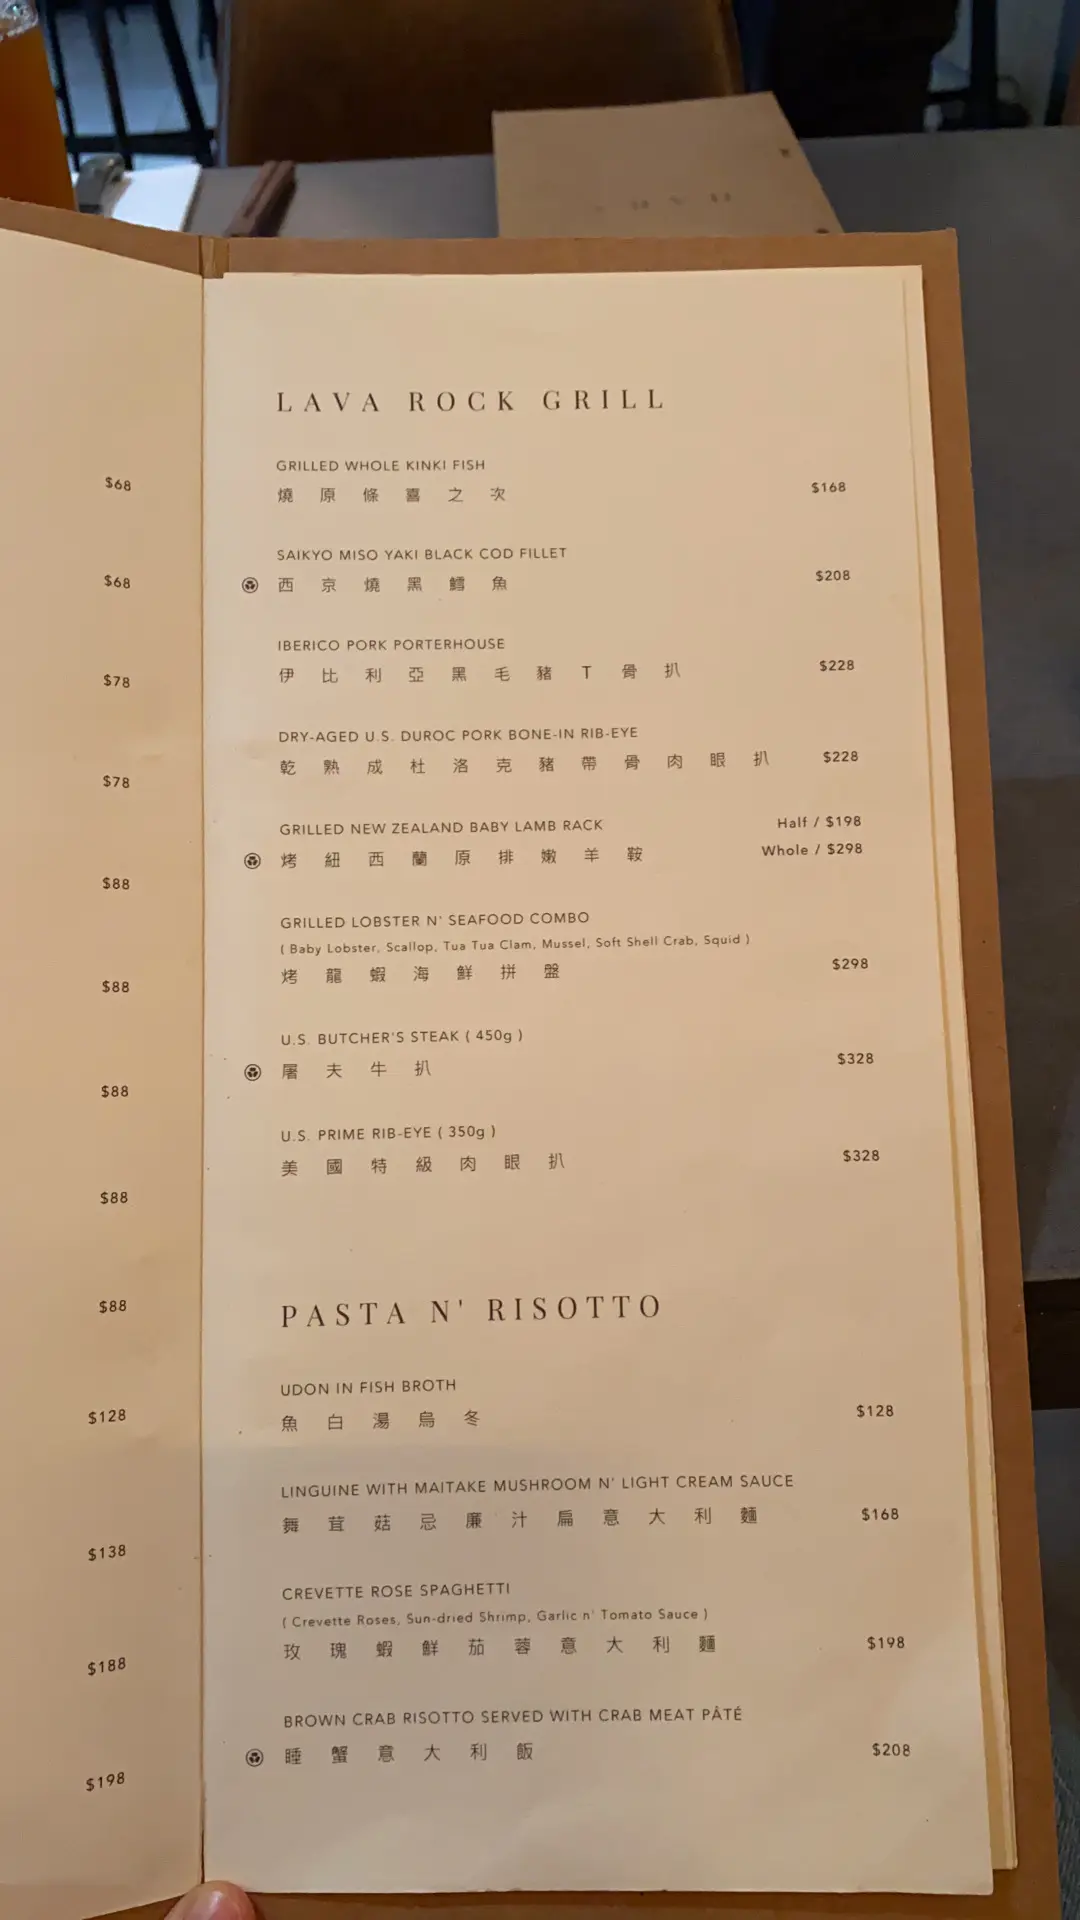 $68
$68
$78
$78
$88
$88
$88
$88
$88
$128
$138
$188
$198
LAVA ROCK GRILL
GRILLED WHOLE KINKI FISH
燒原條喜之次 $168
SAIKYO MISO YAKI BLACK COD FILLET
西京燒黑鱈魚 $208
IBERICO PORK PORTERHOUSE
伊比利亞黑毛豬T骨扒 $228
DRY-AGED U.S. DUROC PORK BONE-IN RIB-EYE
乾熟成杜洛克豬帶骨肉眼扒 $228
GRILLED NEW ZEALAND BABY LAMB RACK Half / $198
烤紐西蘭原排嫩羊鞍 Whole / $298
GRILLED LOBSTER N' SEAFOOD COMBO
( Baby Lobster, Scallop, Tua Tua Clam, Mussel, Soft Shell Crab, Squid )
烤龍蝦海鮮拼盤 $298
U.S. BUTCHER'S STEAK ( 450g )
屠夫牛扒 $328
U.S. PRIME RIB-EYE ( 350g )
美國特級肉眼扒 $328
PASTA N' RISOTTO
UDON IN FISH BROTH
魚白湯烏冬 $128
LINGUINE WITH MAITAKE MUSHROOM N' LIGHT CREAM SAUCE
舞茸菇忌廉汁扁意大利麵 $168
CREVETTE ROSE SPAGHETTI
( Crevette Roses, Sun-dried Shrimp, Garlic n' Tomato Sauce )
玫瑰蝦鮮茄蓉意大利麵 $198
BROWN CRAB RISOTTO SERVED WITH CRAB MEAT PÂTÉ
睡蟹意大利飯 $208